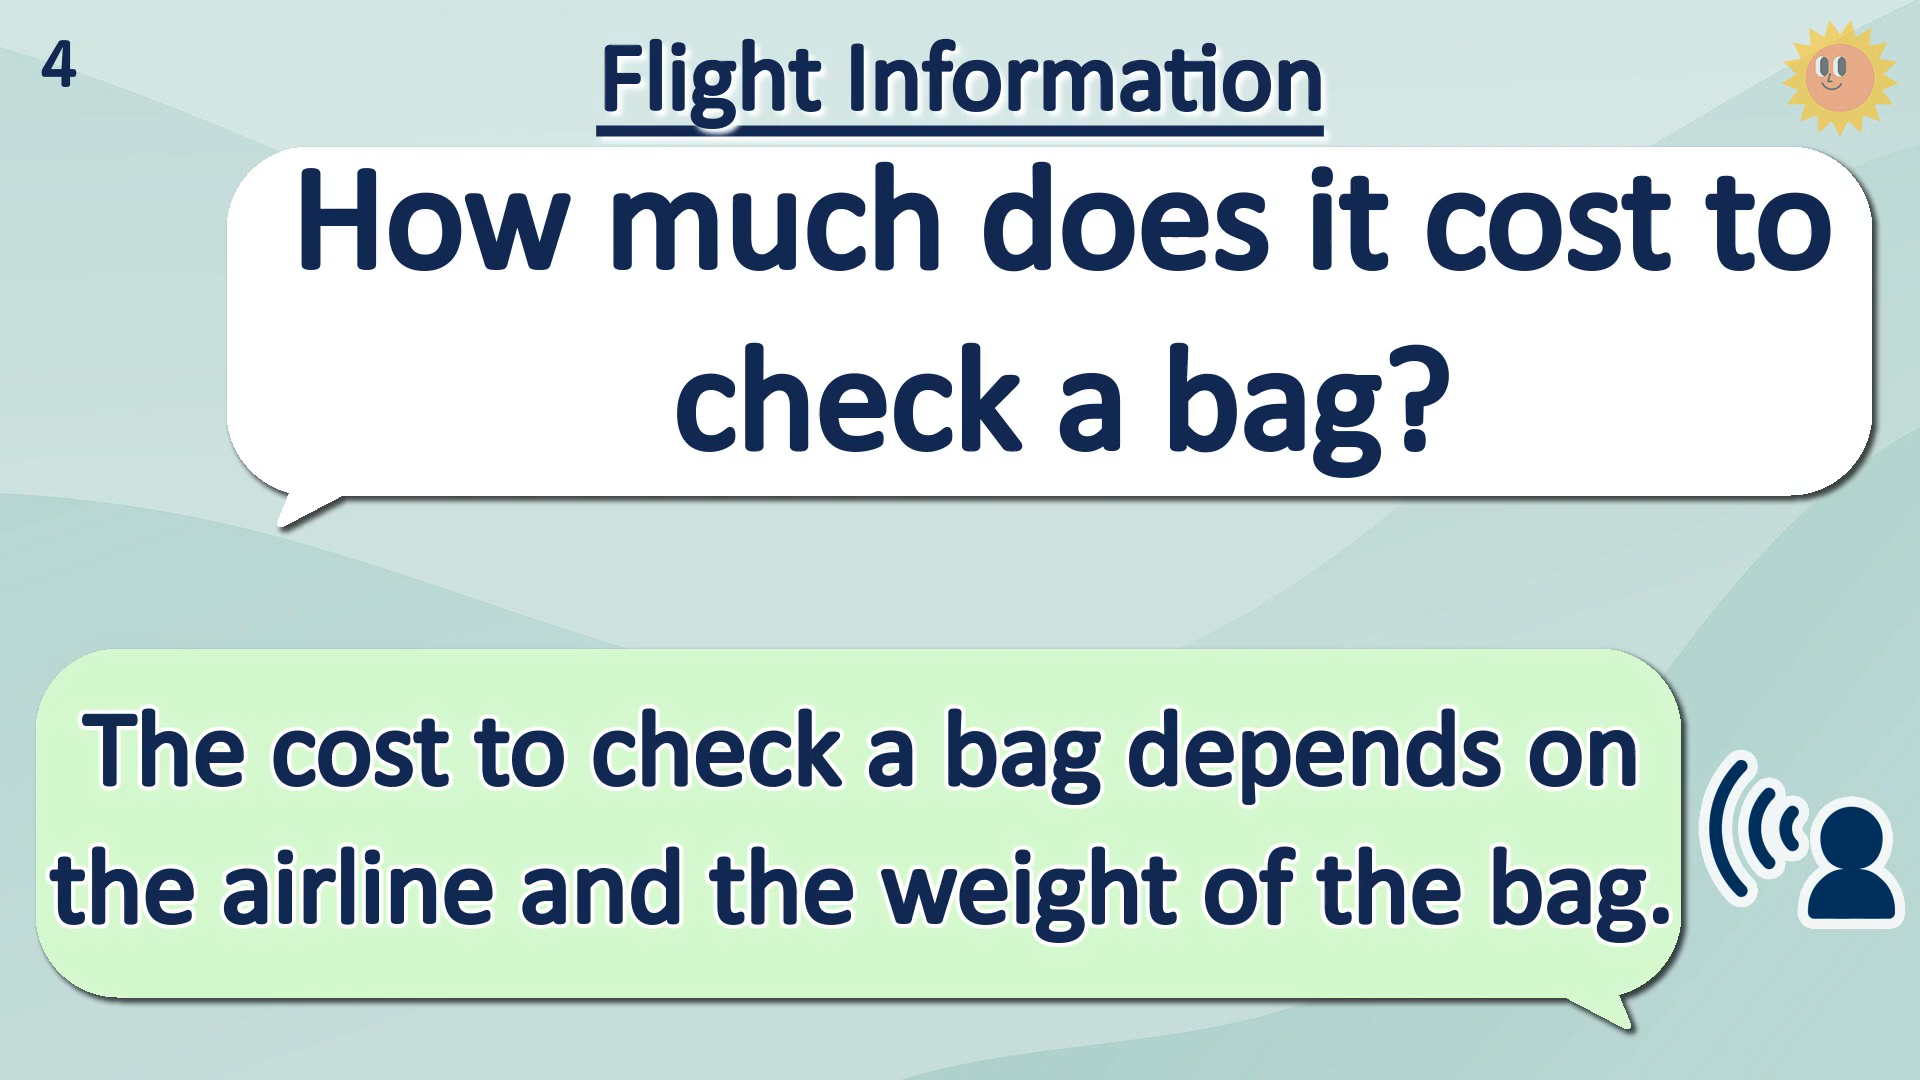 4
Flight Information
How much does it cost to
check a bag?
The cost to check a bag depends on
the airline and the weight of the bag.